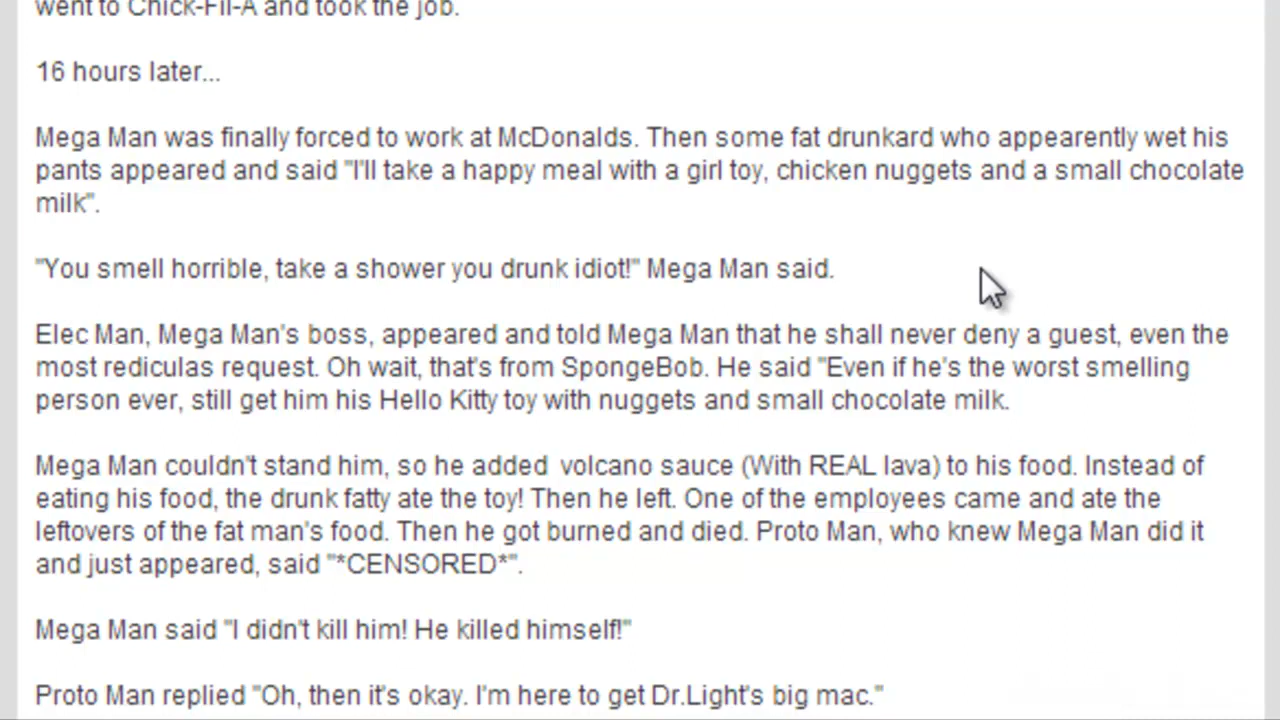 went to Chick-Fil-A and took the job.
16 hours later...
Mega Man was finally forced to work at McDonalds. Then some fat drunkard who appearently wet his
pants appeared and said "I'll take a happy meal with a girl toy, chicken nuggets and a small chocolate
milk".
"You smell horrible, take a shower you drunk idiot!" Mega Man said.
Elec Man, Mega Man's boss, appeared and told Mega Man that he shall never deny a guest, even the
most rediculas request. Oh wait, that's from SpongeBob. He said "Even if he's the worst smelling
person ever, still get him his Hello Kitty toy with nuggets and small chocolate milk.
Mega Man couldn't stand him, so he added  volcano sauce (With REAL lava) to his food. Instead of
eating his food, the drunk fatty ate the toy! Then he left. One of the employees came and ate the
leftovers of the fat man's food. Then he got burned and died. Proto Man, who knew Mega Man did it
and just appeared, said "*CENSORED*".
Mega Man said "I didn't kill him! He killed himself!"
Proto Man replied "Oh, then it's okay. I'm here to get Dr.Light's big mac."